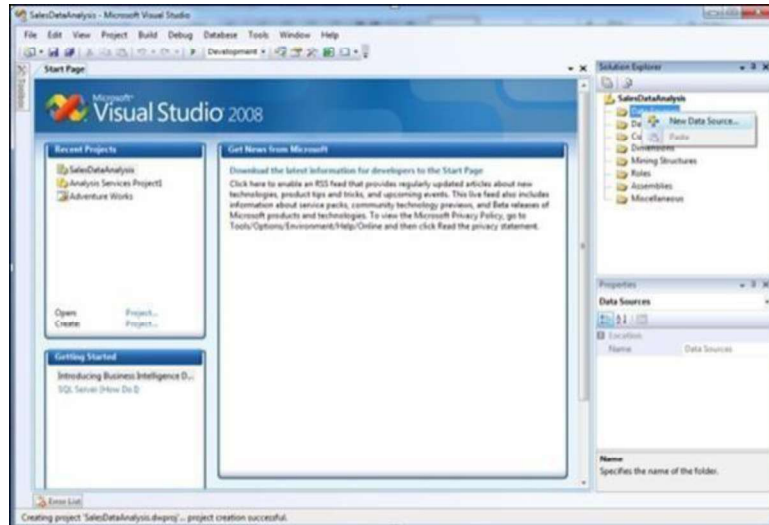 SalesDataAnalysis - Microsoft Visual Studio
File Edit View Project Build Debug Database Tools Window Help
Development
Toolbox
Start Page
Microsoft
Visual Studio 2008
Recent Projects
SalesDataAnalysis
Analysis Services Project1
Adventure Works
Open: Project...
Create: Project...
Getting Started
Introducing Business Intelligence D...
SQL Server (How Do I)
Get News from Microsoft
Download the latest information for developers to the Start Page
Click here to enable an RSS feed that provides regularly updated articles about new
technologies, product tips and tricks, and upcoming events. This live feed also includes
information about service packs, community technology previews, and Beta releases of
Microsoft products and technologies. To view the Microsoft Privacy Policy, go to
Tools/Options/Environment/Help/Online and then click Read the privacy statement.
Solution Explorer
SalesDataAnalysis
New Data Source...
Paste
Da
Cu
Dimensions
Mining Structures
Roles
Assemblies
Miscellaneous
Properties
Data Sources
Location
Name Data Sources
Name
Specifies the name of the folder.
Error List
Creating project 'SalesDataAnalysis.dwproj'... project creation successful.